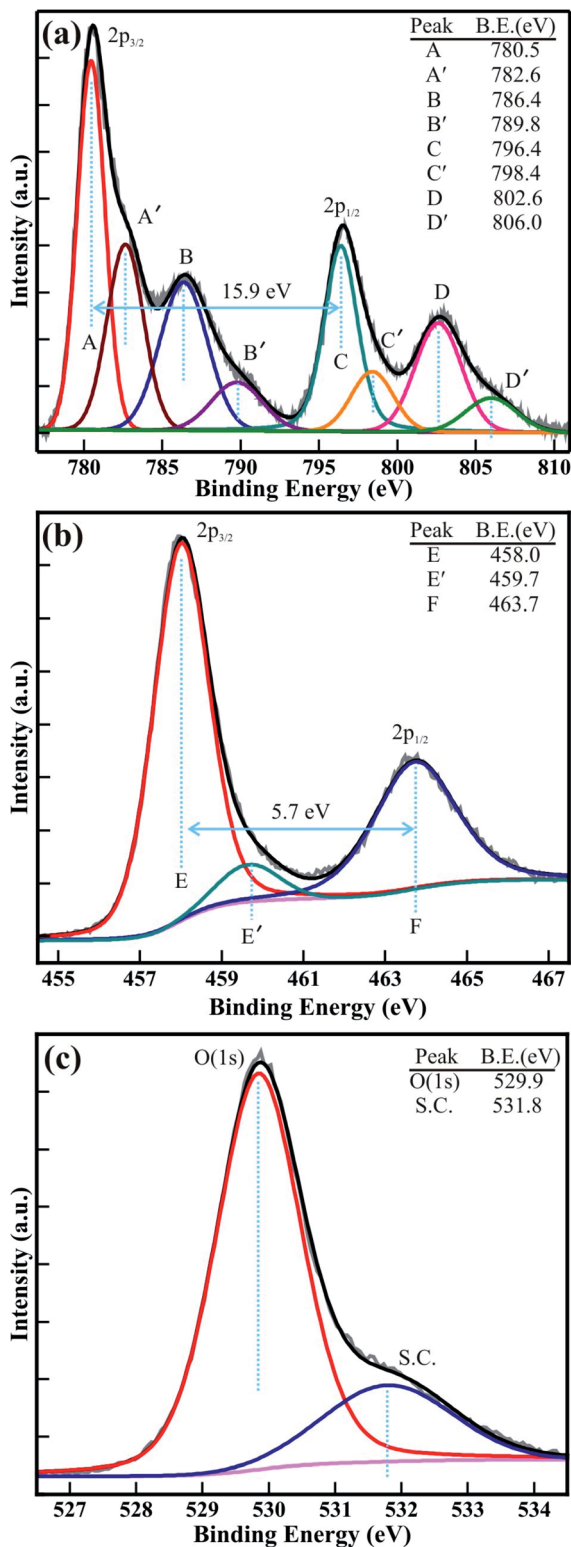 (a)
2p3/2
Peak B.E.(eV)
A 780.5
A′ 782.6
B 786.4
B′ 789.8
C 796.4
C′ 798.4
D 802.6
D′ 806.0
A′
2p1/2
B
15.9 eV
D
A
B′
C
C′
D′
Intensity (a.u.)
780 785 790 795 800 805 810
Binding Energy (eV)
(b)
2p3/2
Peak B.E.(eV)
E 458.0
E′ 459.7
F 463.7
2p1/2
5.7 eV
E
E′
F
Intensity (a.u.)
455 457 459 461 463 465 467
Binding Energy (eV)
(c)
O(1s)
Peak B.E.(eV)
O(1s) 529.9
S.C. 531.8
S.C.
Intensity (a.u.)
527 528 529 530 531 532 533 534
Binding Energy (eV)